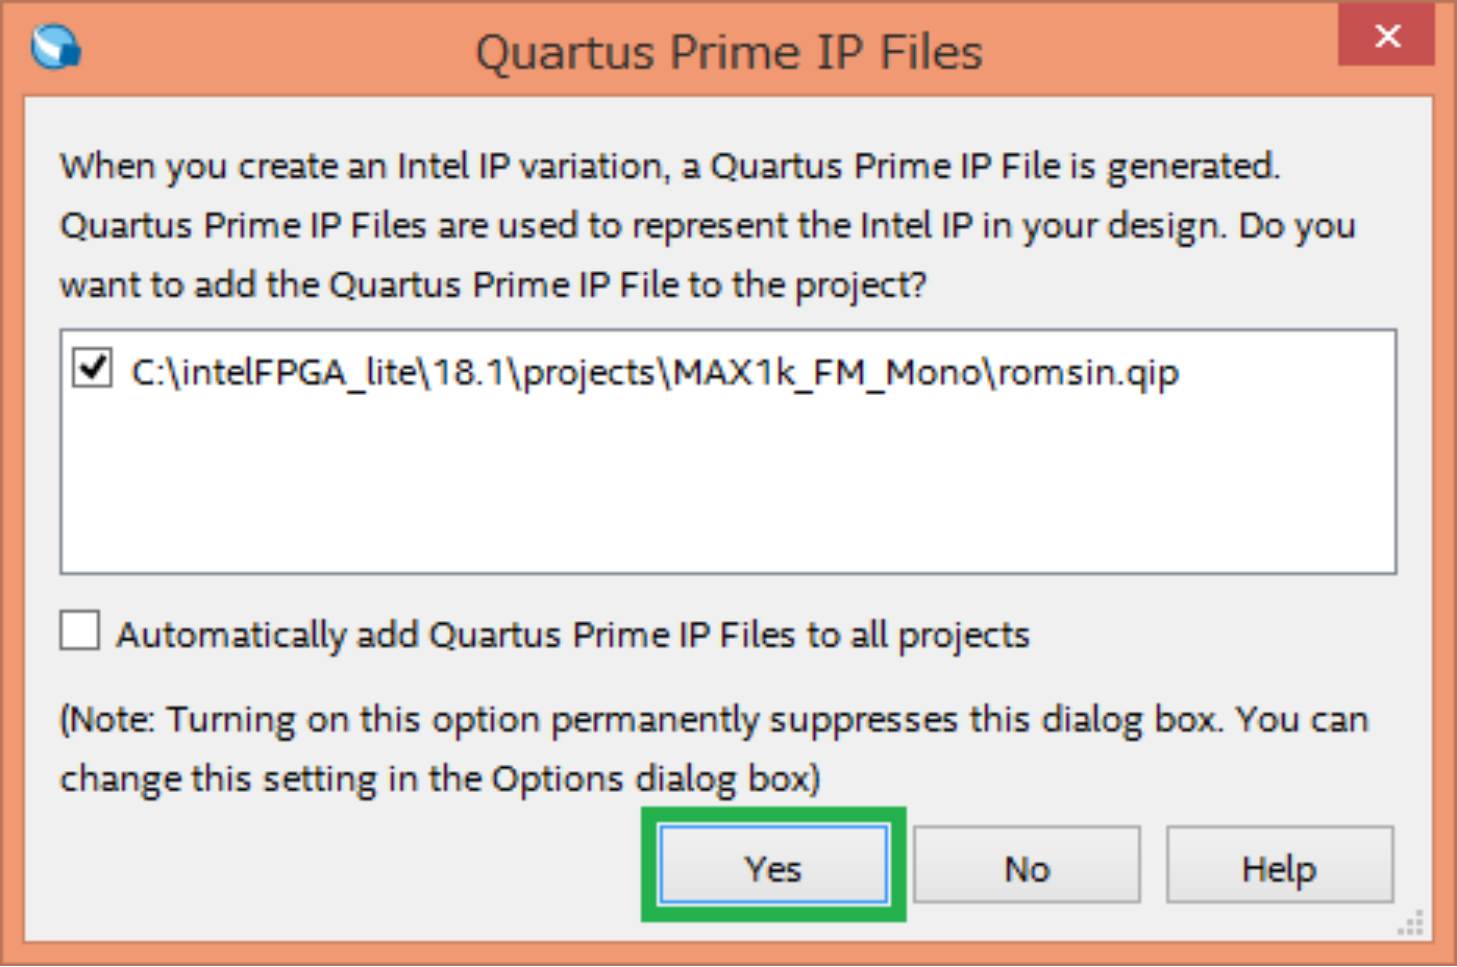 Quartus Prime IP Files
When you create an Intel IP variation, a Quartus Prime IP File is generated.
Quartus Prime IP Files are used to represent the Intel IP in your design. Do you
want to add the Quartus Prime IP File to the project?
C:\intelFPGA_lite\18.1\projects\MAX1k_FM_Mono\romsin.qip
Automatically add Quartus Prime IP Files to all projects
(Note: Turning on this option permanently suppresses this dialog box. You can
change this setting in the Options dialog box)
Yes No Help